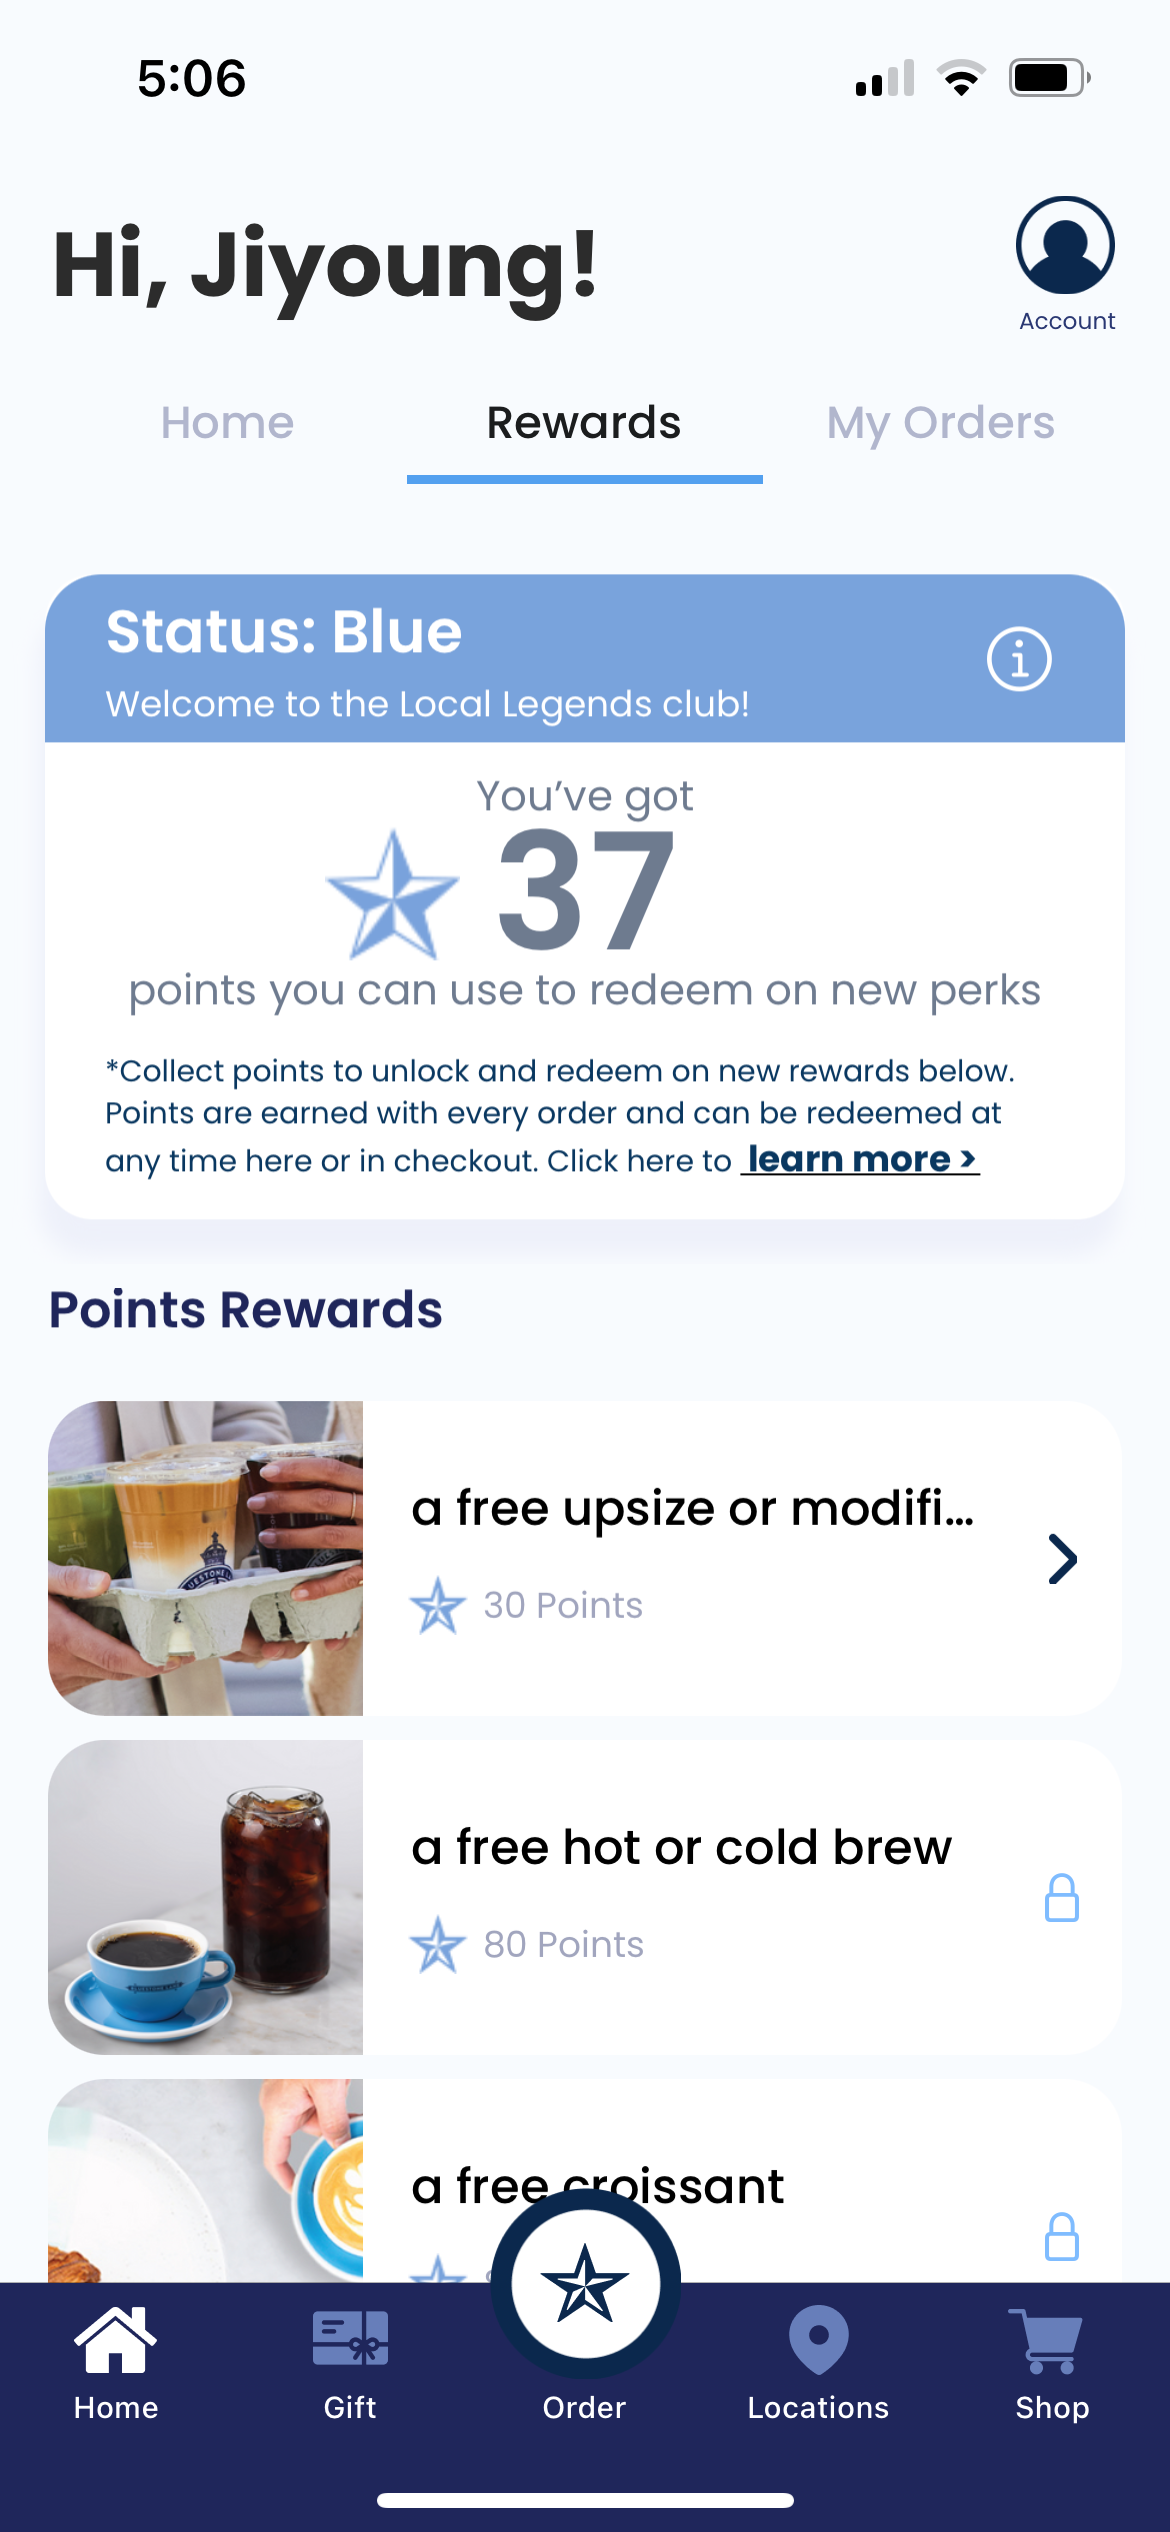 5:06
Hi, Jiyoung!
Account
Home
Rewards
My Orders
Status: Blue
Welcome to the Local Legends club!
You've got
37
points you can use to redeem on new perks
*Collect points to unlock and redeem on new rewards below.
Points are earned with every order and can be redeemed at
any time here or in checkout. Click here to learn more >
Points Rewards
a free upsize or modifi...
30 Points
a free hot or cold brew
80 Points
a free croissant
Home
Gift
Order
Locations
Shop